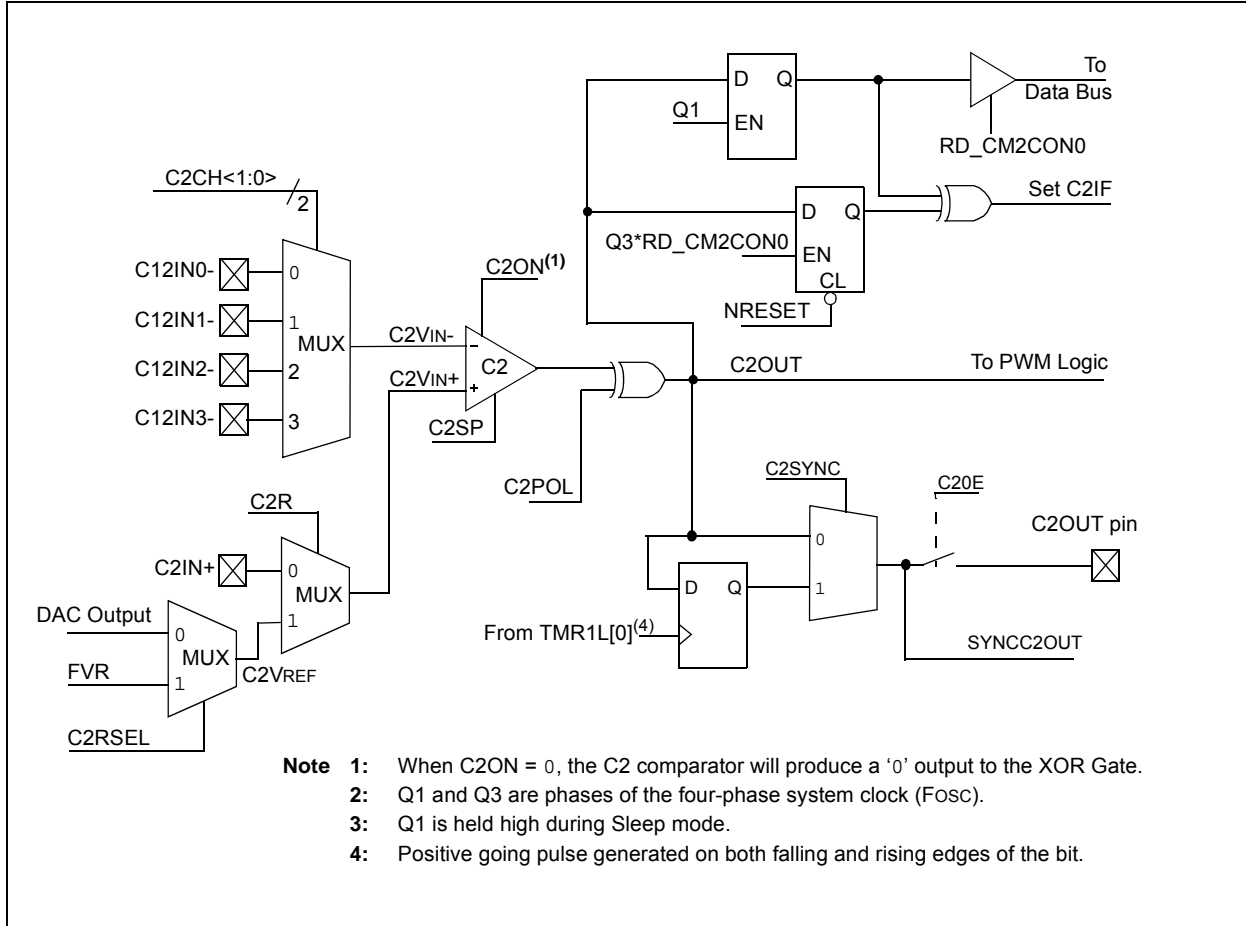 To
Data Bus
D Q
Q1
EN
RD_CM2CON0
C2CH<1:0>
2
Set C2IF
D Q
Q3*RD_CM2CON0
EN
CL
NRESET
C12IN0-
0
C12IN1-
1
MUX
C12IN2-
2
C12IN3-
3
C2ON(1)
C2VIN-
-
C2
C2VIN+
+
C2SP
C2OUT
To PWM Logic
C2POL
C2R
C2IN+
0
MUX
1
DAC Output
0
MUX
FVR
1
C2VREF
C2RSEL
C2SYNC
C20E
C2OUT pin
0
D Q
1
From TMR1L[0](4)
SYNCC2OUT
Note 1: When C2ON = 0, the C2 comparator will produce a ‘0’ output to the XOR Gate.
2: Q1 and Q3 are phases of the four-phase system clock (FOSC).
3: Q1 is held high during Sleep mode.
4: Positive going pulse generated on both falling and rising edges of the bit.